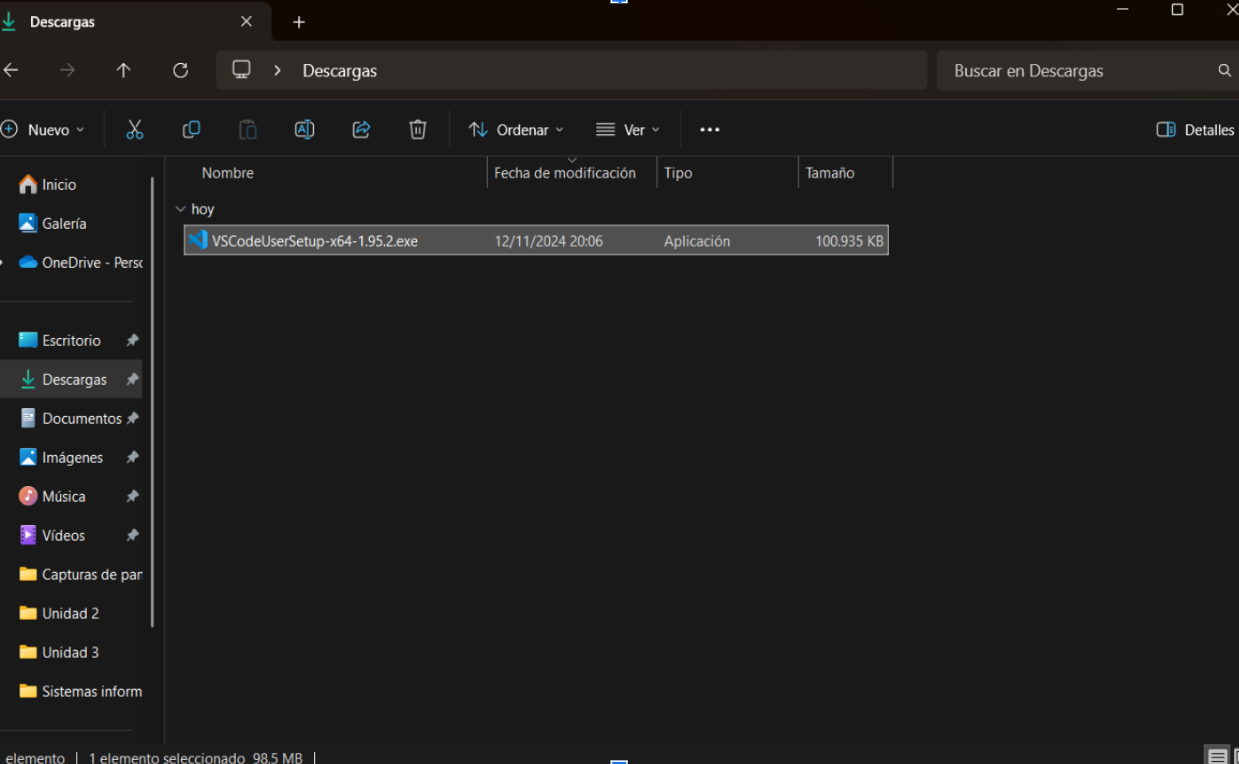 Descargas
Descargas
Buscar en Descargas
Nuevo
Ordenar
Ver
Detalles
Nombre
Fecha de modificación
Tipo
Tamaño
hoy
VSCodeUserSetup-x64-1.95.2.exe
12/11/2024 20:06
Aplicación
100.935 KB
Inicio
Galería
OneDrive - Perso
Escritorio
Descargas
Documentos
Imágenes
Música
Vídeos
Capturas de pan
Unidad 2
Unidad 3
Sistemas inform
elemento
1 elemento seleccionado 98,5 MB